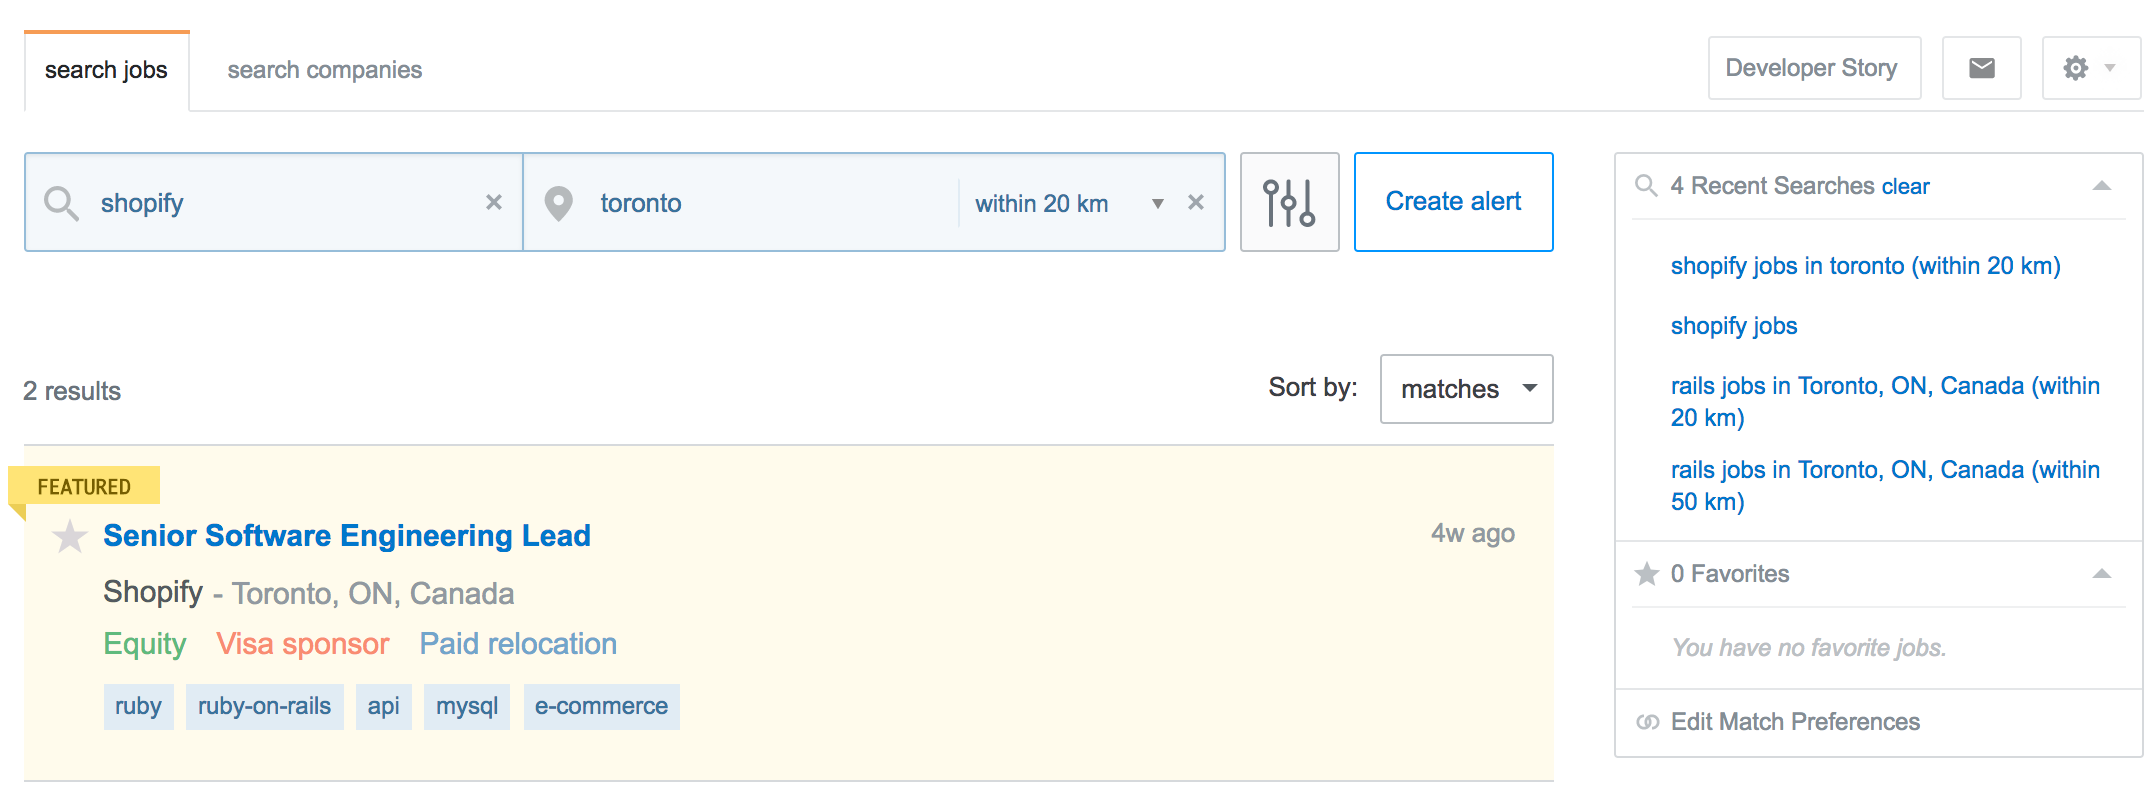 search jobs
search companies
Developer Story
shopify
toronto
within 20 km
Create alert
2 results
Sort by:
matches
FEATURED
Senior Software Engineering Lead
4w ago
Shopify - Toronto, ON, Canada
Equity Visa sponsor Paid relocation
ruby ruby-on-rails api mysql e-commerce
4 Recent Searches clear
shopify jobs in toronto (within 20 km)
shopify jobs
rails jobs in Toronto, ON, Canada (within
20 km)
rails jobs in Toronto, ON, Canada (within
50 km)
0 Favorites
You have no favorite jobs.
Edit Match Preferences